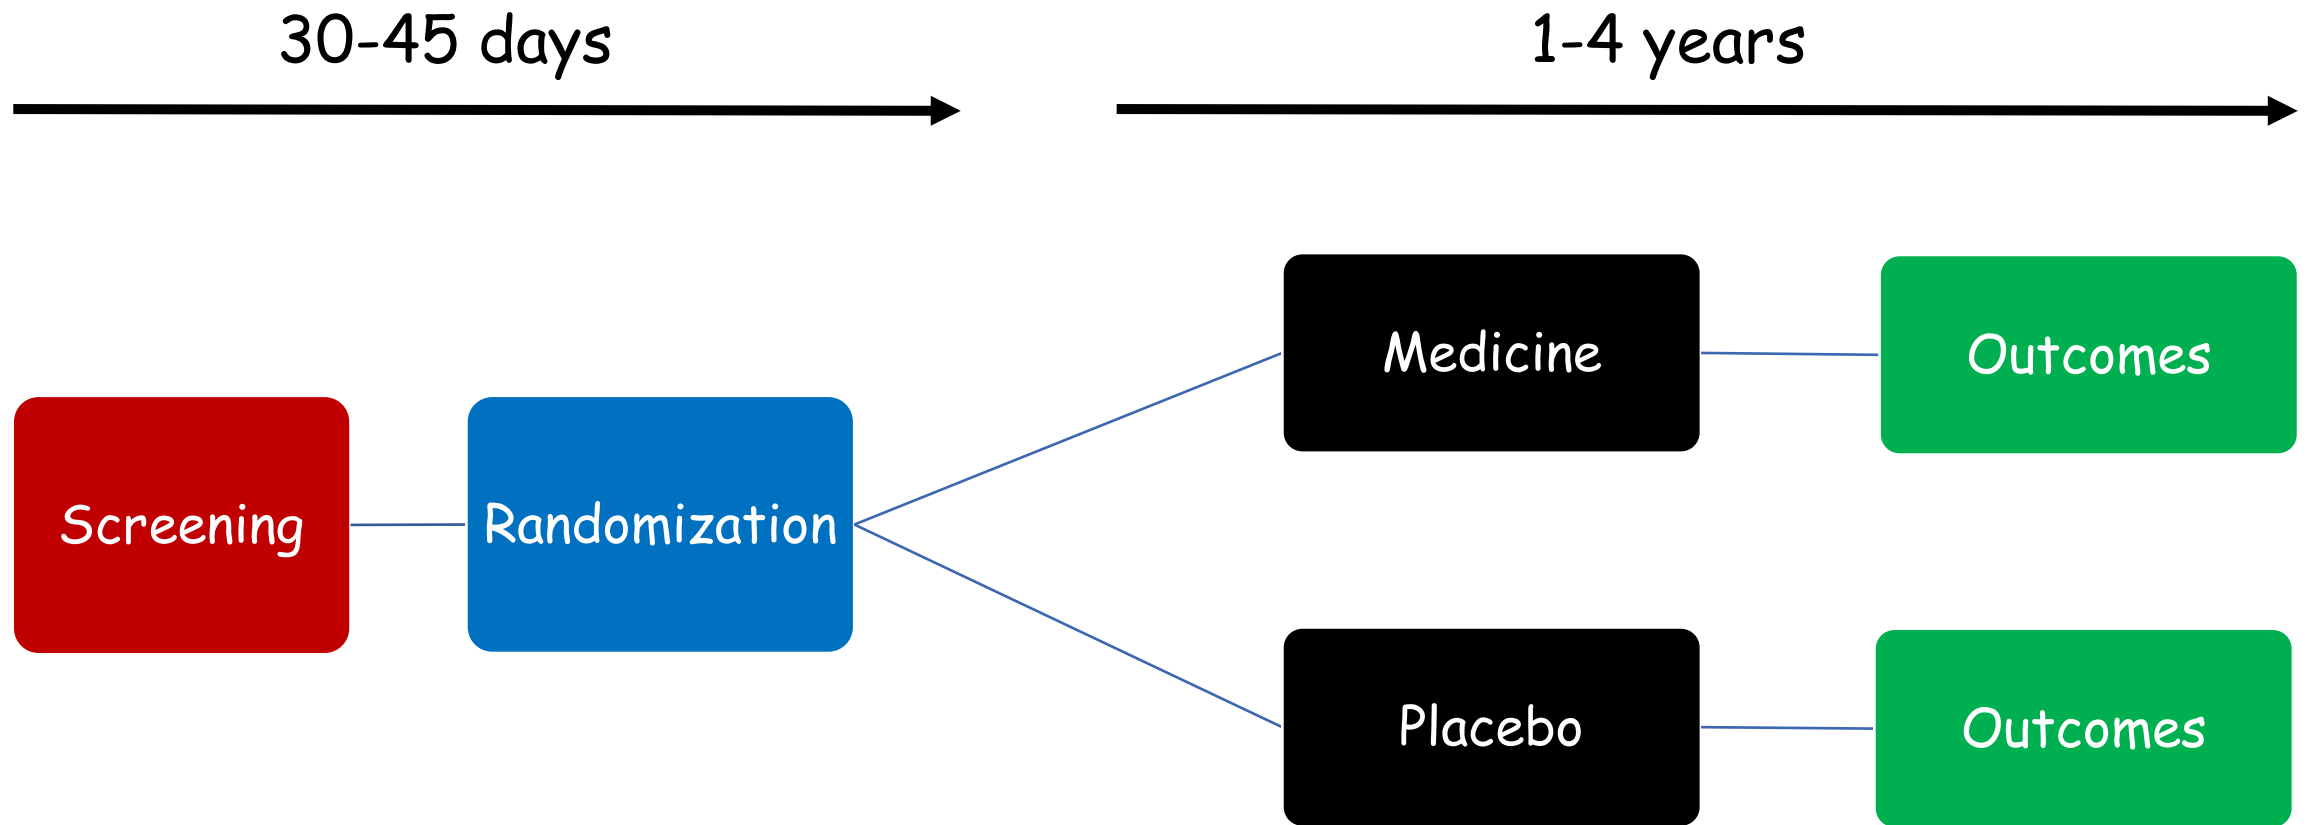 30-45 days
1-4 years
Screening
Randomization
Medicine
Outcomes
Placebo
Outcomes